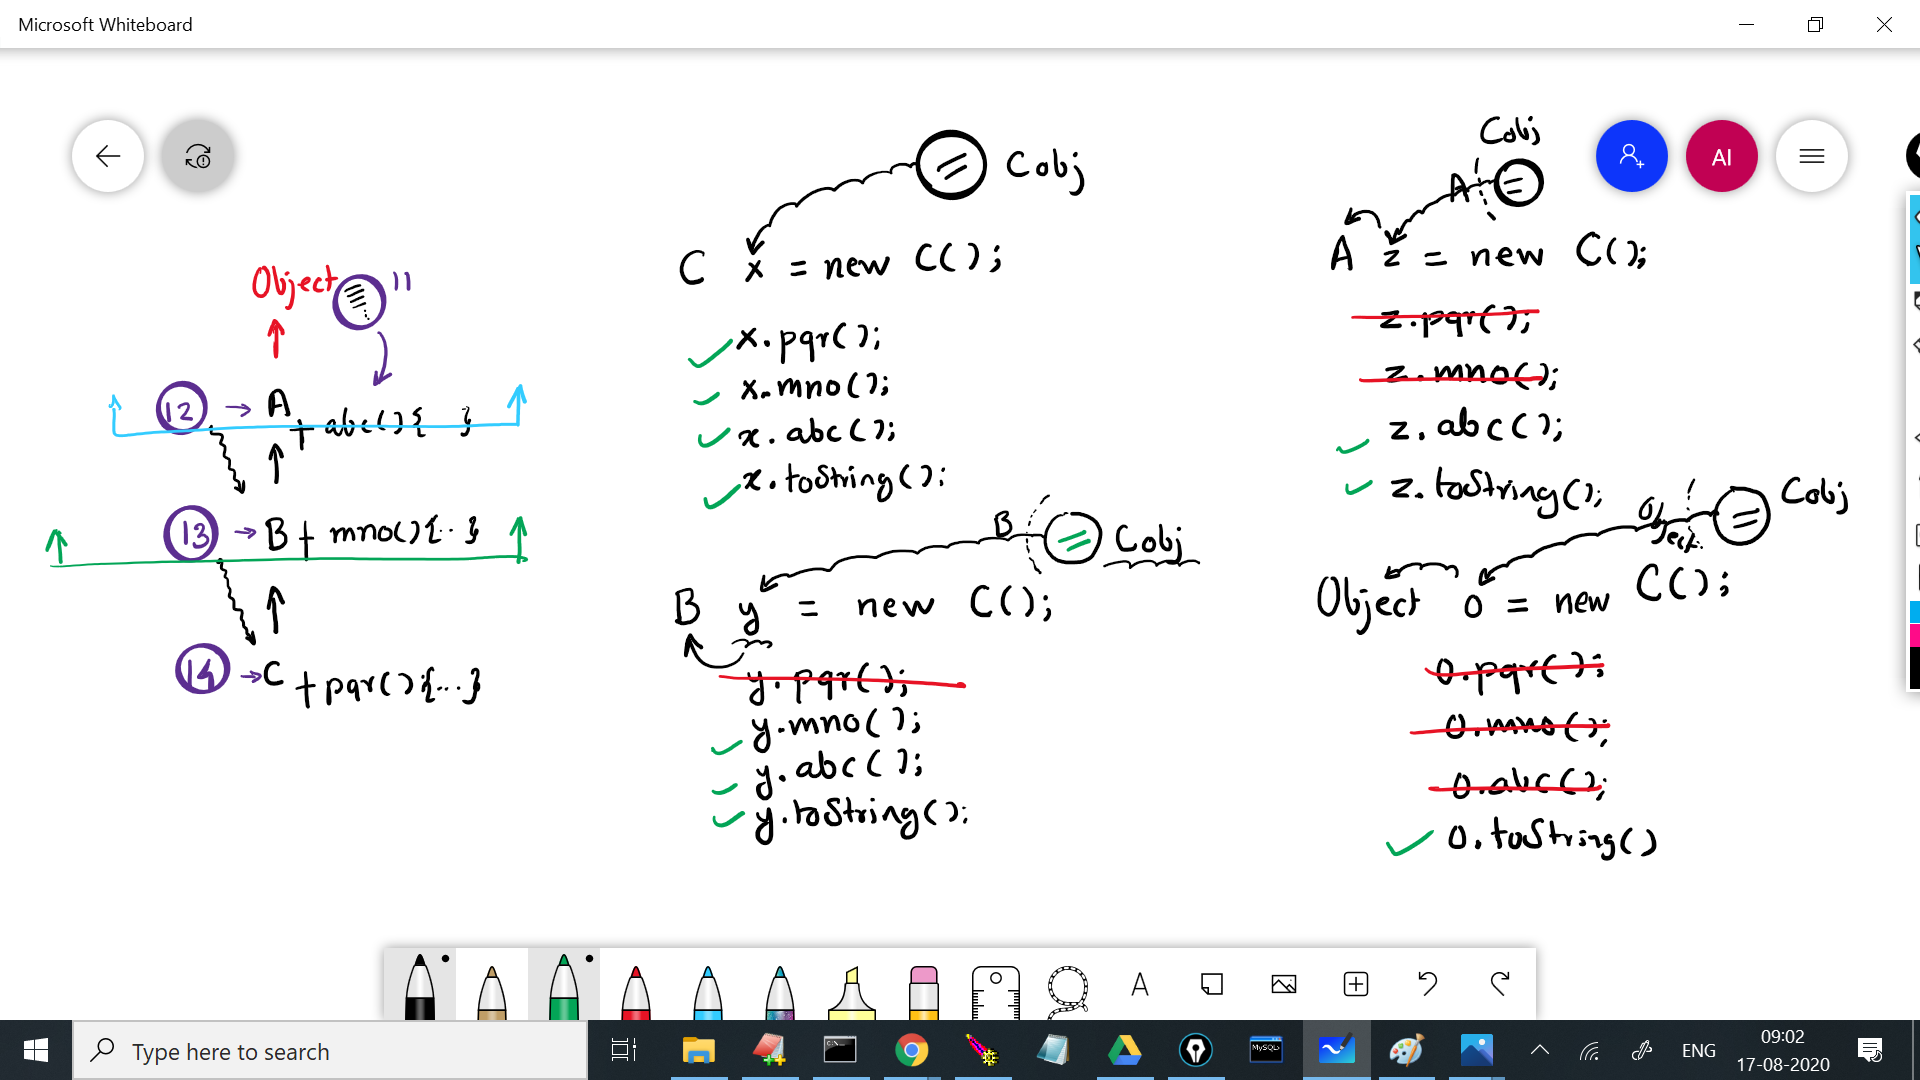 Microsoft Whiteboard
AI
Object 11
12 → A
+ abc(){ }
13 → B + mno(){..}
14 → C + pqr(){...}
Cobj
C x = new C();
x.pqr();
x.mno();
x.abc();
x.toString();
B Cobj
B y = new C();
y.pqr();
y.mno();
y.abc();
y.toString();
Cobj
A
A z = new C();
z.pqr();
z.mno();
z.abc();
z.toString();
Object Cobj
Object o = new C();
o.pqr();
o.mno();
o.abc();
o.toString()
A
Type here to search
MySQL
ENG
09:02
17-08-2020